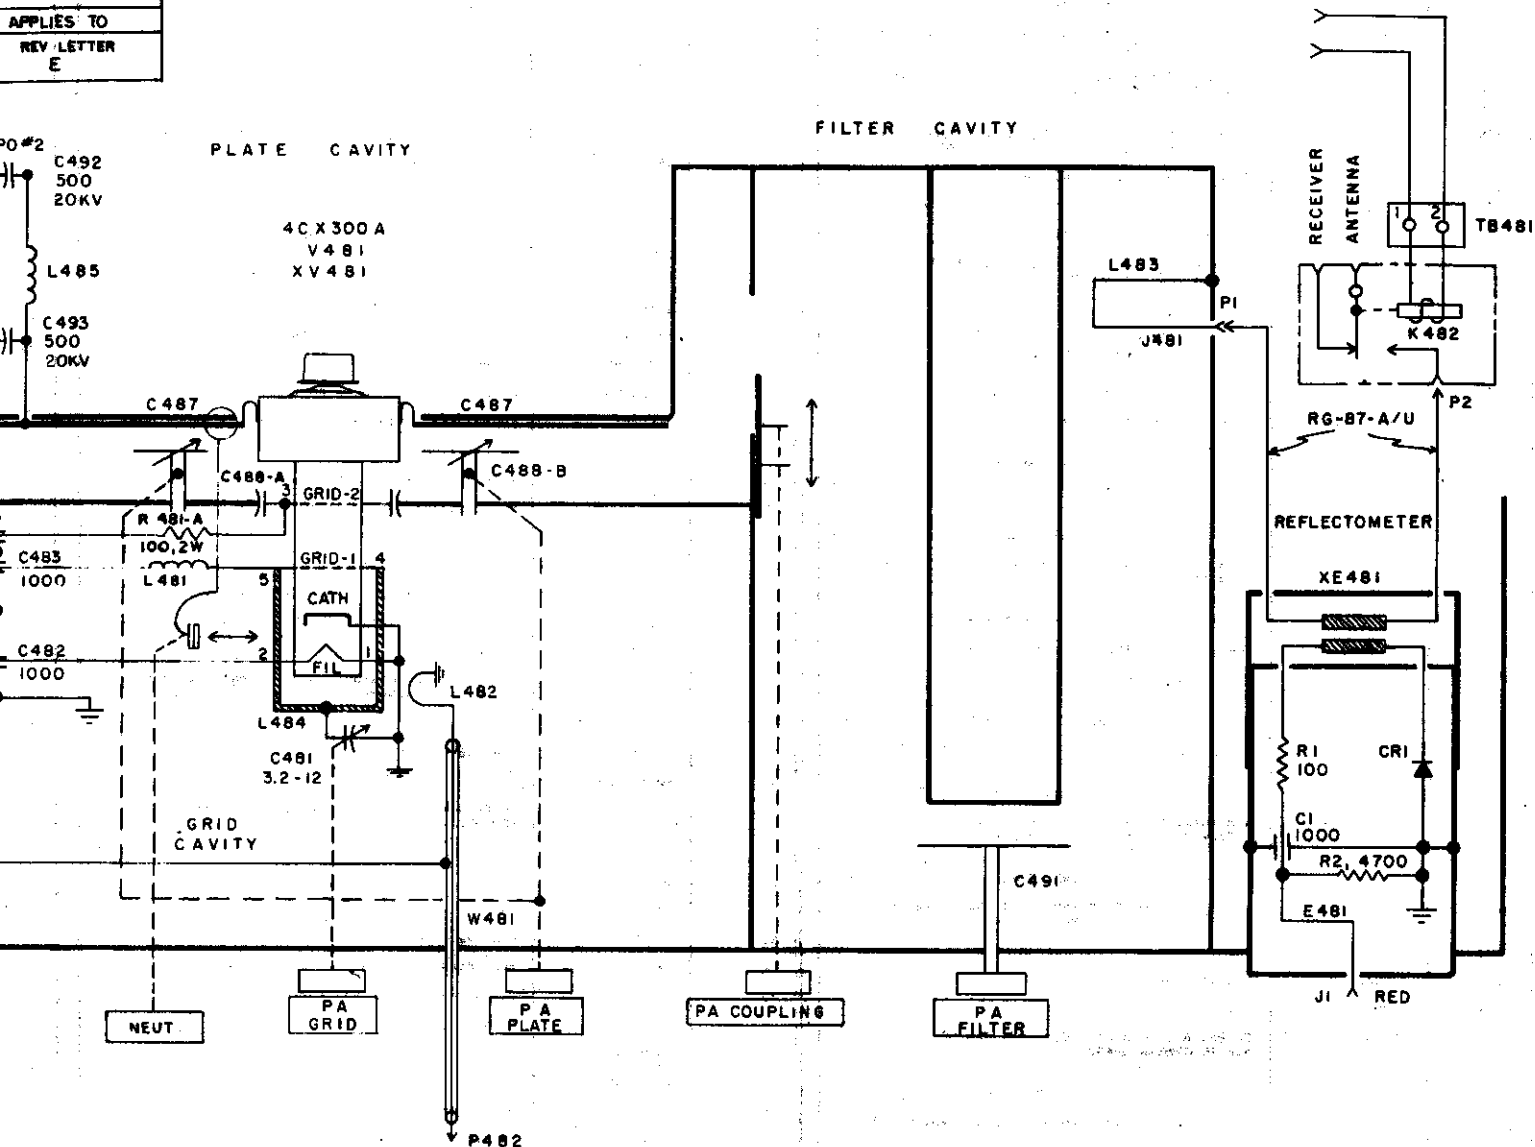 APPLIES TO
REV LETTER
E
PO #2
C492
500
20KV
L485
C493
500
20KV
PLATE CAVITY
4CX300A
V481
XV481
FILTER CAVITY
RECEIVER
ANTENNA
1 2
TB481
K482
P2
L483
P1
J481
RG-87-A/U
C487
C487
C488-A
C488-B
3
GRID-2
R 481-A
100,2W
C483
1000
L481
GRID-1
4
5
CATH
C482
1000
2
FIL
1
L482
L484
C481
3.2-12
GRID
CAVITY
W481
REFLECTOMETER
XE481
R1
100
CR1
C1
1000
R2, 4700
E481
J1 RED
C491
NEUT
PA
GRID
PA
PLATE
PA COUPLING
PA
FILTER
P482